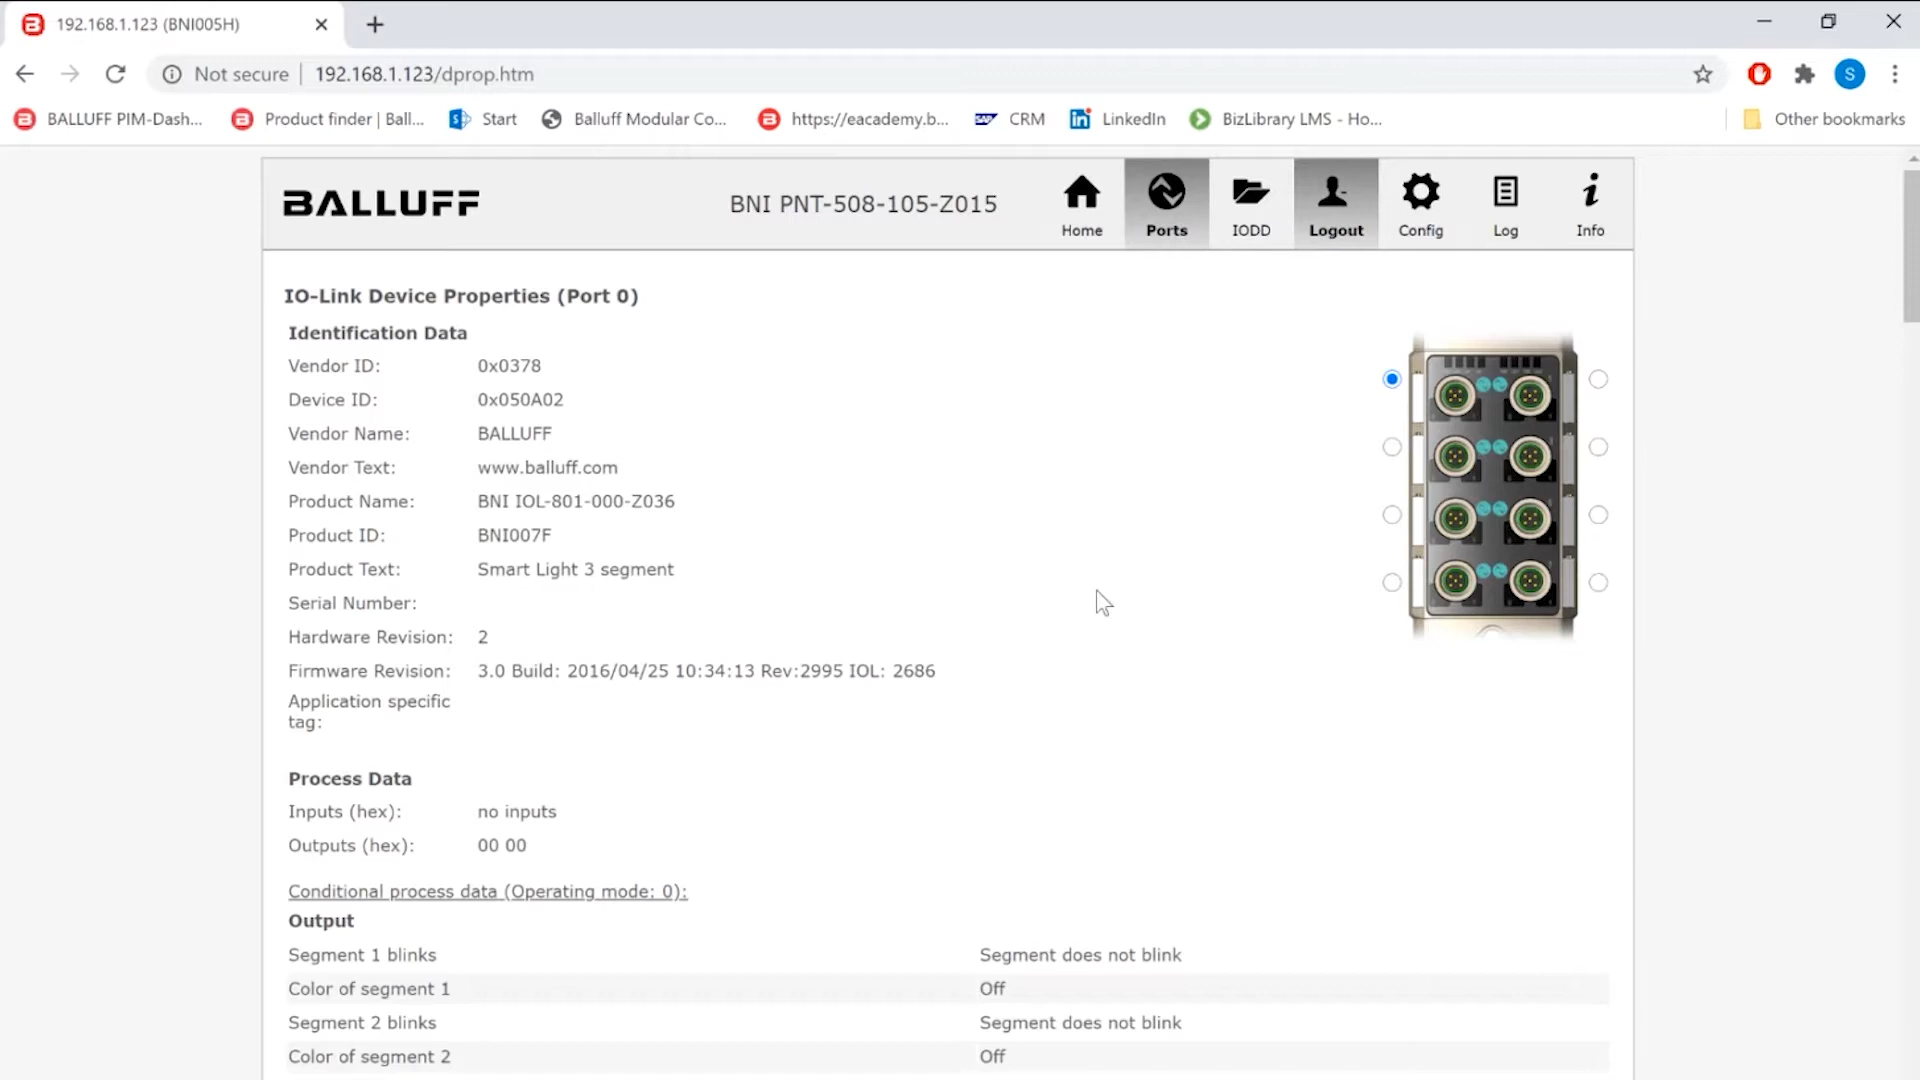 192.168.1.123 (BNI005H)
Not secure | 192.168.1.123/dprop.htm
S
BALLUFF PIM-Dash...
Product finder | Ball...
Start
Balluff Modular Co...
https://eacademy.b...
CRM
LinkedIn
BizLibrary LMS - Ho...
Other bookmarks
BALLUFF
BNI PNT-508-105-Z015
Home
Ports
IODD
Logout
Config
Log
Info
IO-Link Device Properties (Port 0)
Identification Data
Vendor ID: 0x0378
Device ID: 0x050A02
Vendor Name: BALLUFF
Vendor Text: www.balluff.com
Product Name: BNI IOL-801-000-Z036
Product ID: BNI007F
Product Text: Smart Light 3 segment
Serial Number:
Hardware Revision: 2
Firmware Revision: 3.0 Build: 2016/04/25 10:34:13 Rev:2995 IOL: 2686
Application specific
tag:
Process Data
Inputs (hex): no inputs
Outputs (hex): 00 00
Conditional process data (Operating mode: 0):
Output
Segment 1 blinks Segment does not blink
Color of segment 1 Off
Segment 2 blinks Segment does not blink
Color of segment 2 Off